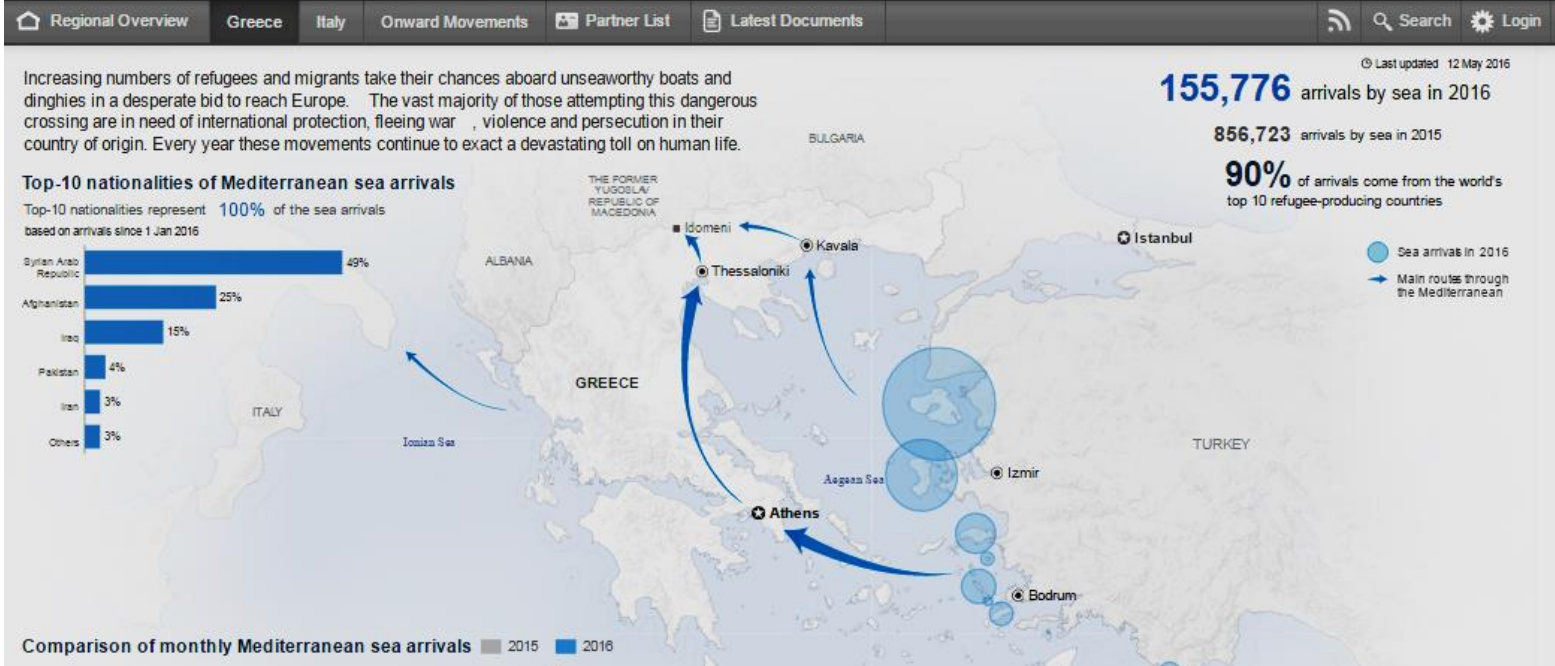 Regional Overview
Greece
Italy
Onward Movements
Partner List
Latest Documents
Search
Login
Increasing numbers of refugees and migrants take their chances aboard unseaworthy boats and
dinghies in a desperate bid to reach Europe. The vast majority of those attempting this dangerous
crossing are in need of international protection, fleeing war , violence and persecution in their
country of origin. Every year these movements continue to exact a devastating toll on human life.
Last updated 12 May 2016
155,776 arrivals by sea in 2016
856,723 arrivals by sea in 2015
90% of arrivals come from the world's
top 10 refugee-producing countries
Sea arrivals in 2016
Main routes through
the Mediterranean
Top-10 nationalities of Mediterranean sea arrivals
Top-10 nationalities represent 100% of the sea arrivals
based on arrivals since 1 Jan 2016
Syrian Arab
Republic
49%
Afghanistan
25%
Iraq
15%
Pakistan
4%
Iran
3%
Others
3%
BULGARIA
THE FORMER
YUGOSLAV
REPUBLIC OF
MACEDONIA
Idomeni
Kavala
Istanbul
ALBANIA
Thessaloniki
GREECE
ITALY
Ionian Sea
TURKEY
Aegean Sea
Izmir
Athens
Bodrum
Comparison of monthly Mediterranean sea arrivals 2015 2016